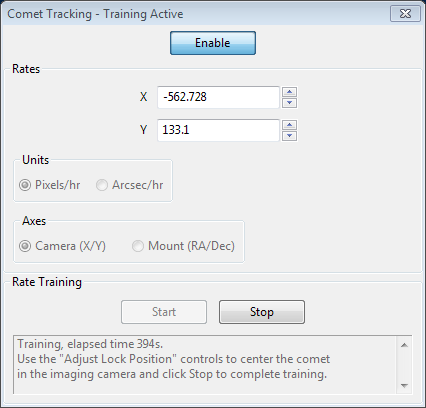 Comet Tracking - Training Active
Enable
Rates
X -562.728
Y 133.1
Units
Pixels/hr Arcsec/hr
Axes
Camera (X/Y) Mount (RA/Dec)
Rate Training
Start Stop
Training, elapsed time 394s.
Use the "Adjust Lock Position" controls to center the comet
in the imaging camera and click Stop to complete training.